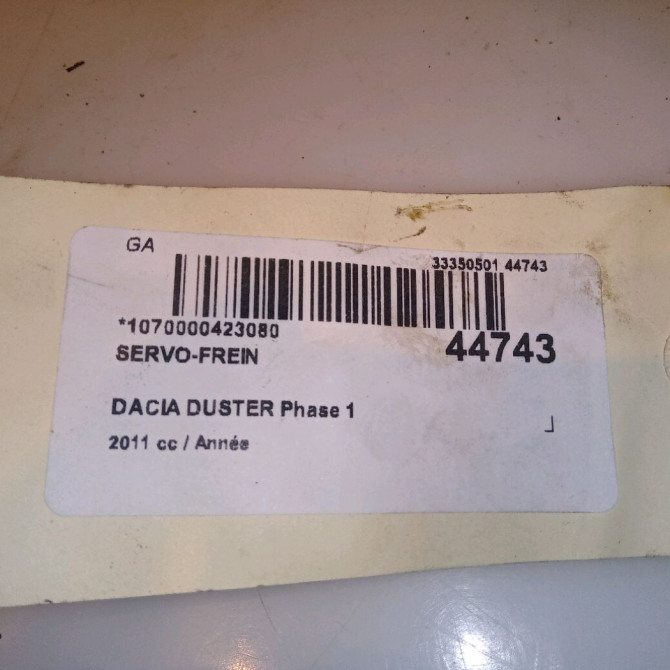 GA
33350501 44743
*1070000423080
44743
SERVO-FREIN
DACIA DUSTER Phase 1
2011 cc / Année